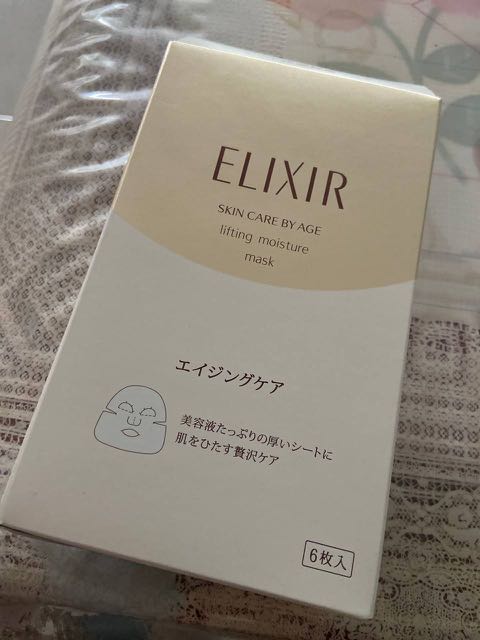 ELIXIR
SKIN CARE BY AGE
lifting moisture
mask
エイジングケア
美容液たっぷりの厚いシートに
肌をひたす贅沢ケア
6枚入